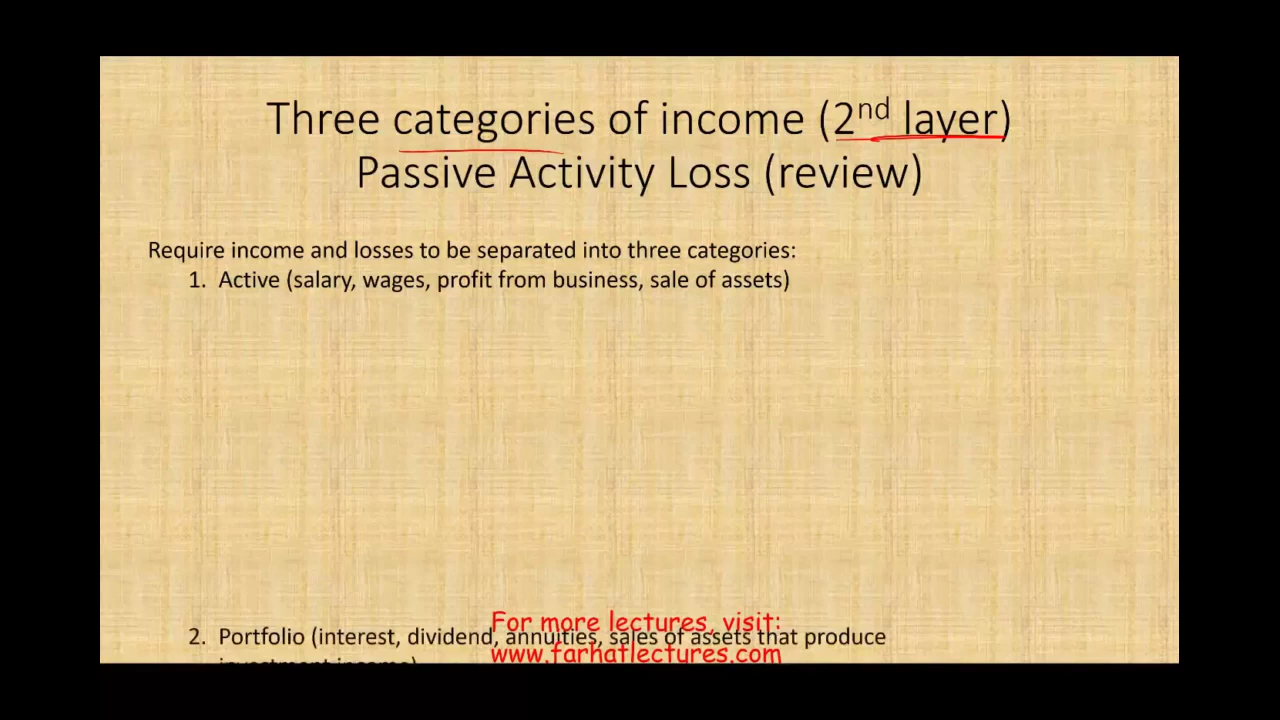 Three categories of income (2nd layer)
Passive Activity Loss (review)
Require income and losses to be separated into three categories:
1. Active (salary, wages, profit from business, sale of assets)
For more lectures, visit:
2. Portfolio (interest, dividend, annuities, sales of assets that produce
www.farhatlectures.com
investment income)